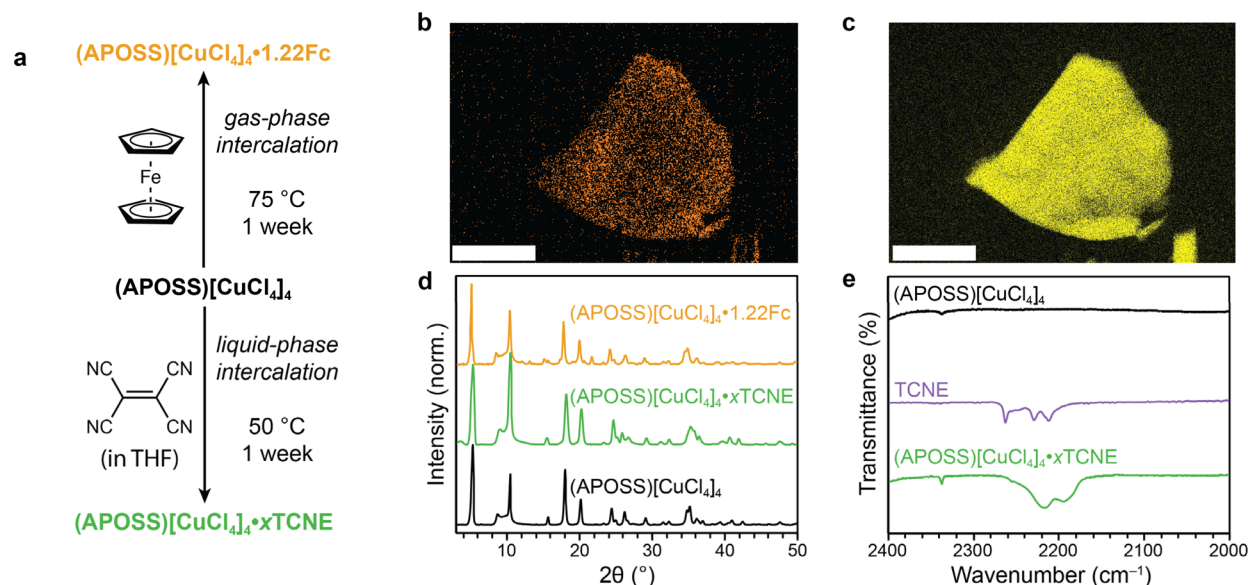 a
(APOSS)[CuCl₄]₄•1.22Fc
gas-phase
intercalation
Fe
75 °C
1 week
(APOSS)[CuCl₄]₄
liquid-phase
intercalation
NC
CN
NC
CN
50 °C
1 week
(in THF)
(APOSS)[CuCl₄]₄•xTCNE
b
c
d
(APOSS)[CuCl₄]₄•1.22Fc
(APOSS)[CuCl₄]₄•xTCNE
(APOSS)[CuCl₄]₄
Intensity (norm.)
10 20 30 40 50
2θ (°)
e
(APOSS)[CuCl₄]₄
TCNE
(APOSS)[CuCl₄]₄•xTCNE
Transmittance (%)
2400 2300 2200 2100 2000
Wavenumber (cm⁻¹)